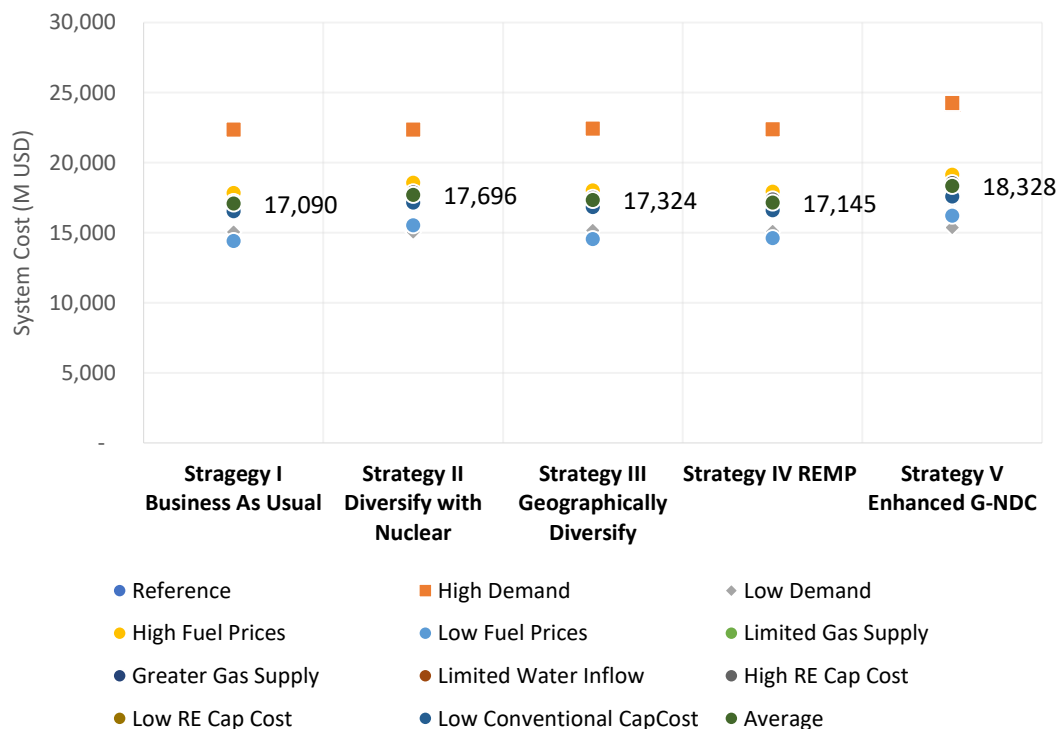 30,000
25,000
20,000
15,000
10,000
5,000
-
System Cost (M USD)
17,090
17,696
17,324
17,145
18,328
Stragegy I
Business As Usual
Strategy II
Diversify with
Nuclear
Strategy III
Geographically
Diversify
Strategy IV REMP
Strategy V
Enhanced G-NDC
Reference
High Demand
Low Demand
High Fuel Prices
Low Fuel Prices
Limited Gas Supply
Greater Gas Supply
Limited Water Inflow
High RE Cap Cost
Low RE Cap Cost
Low Conventional CapCost
Average